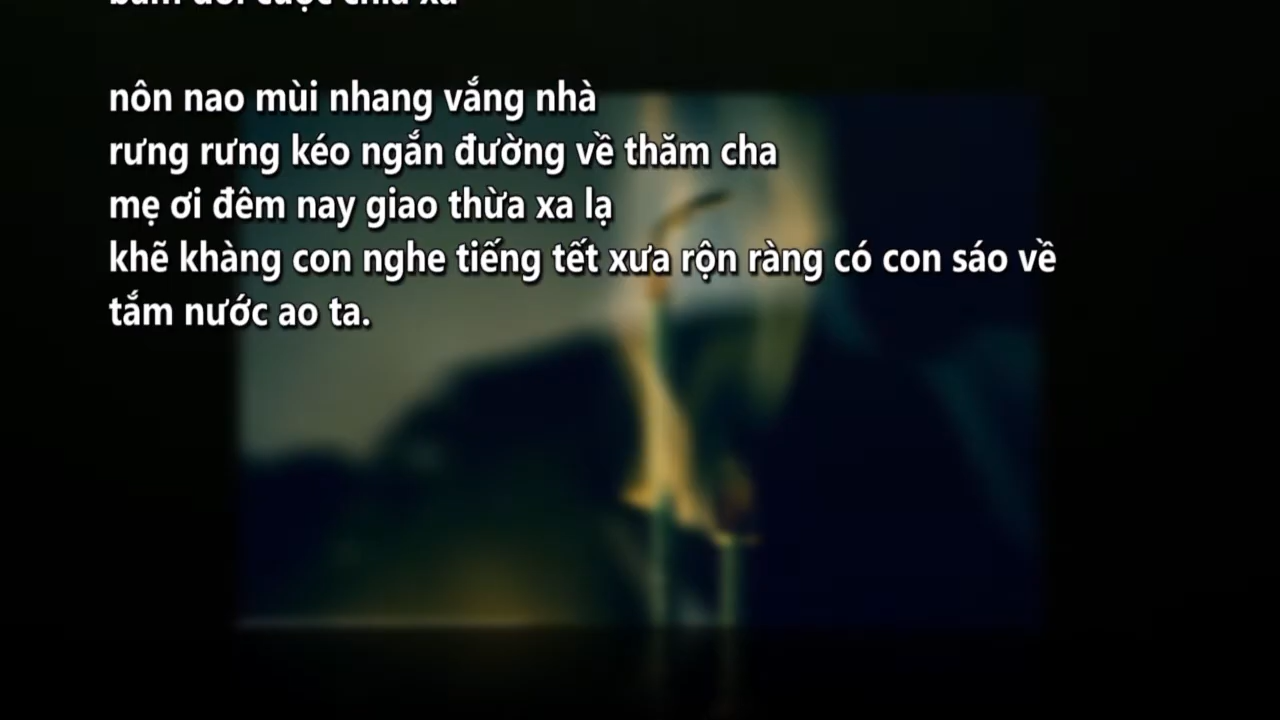 nôn nao mùi nhang vắng nhà
rưng rưng kéo ngắn đường về thăm cha
mẹ ơi đêm nay giao thừa xa lạ
khẽ khàng con nghe tiếng tết xưa rộn ràng có con sáo về
tắm nước ao ta.